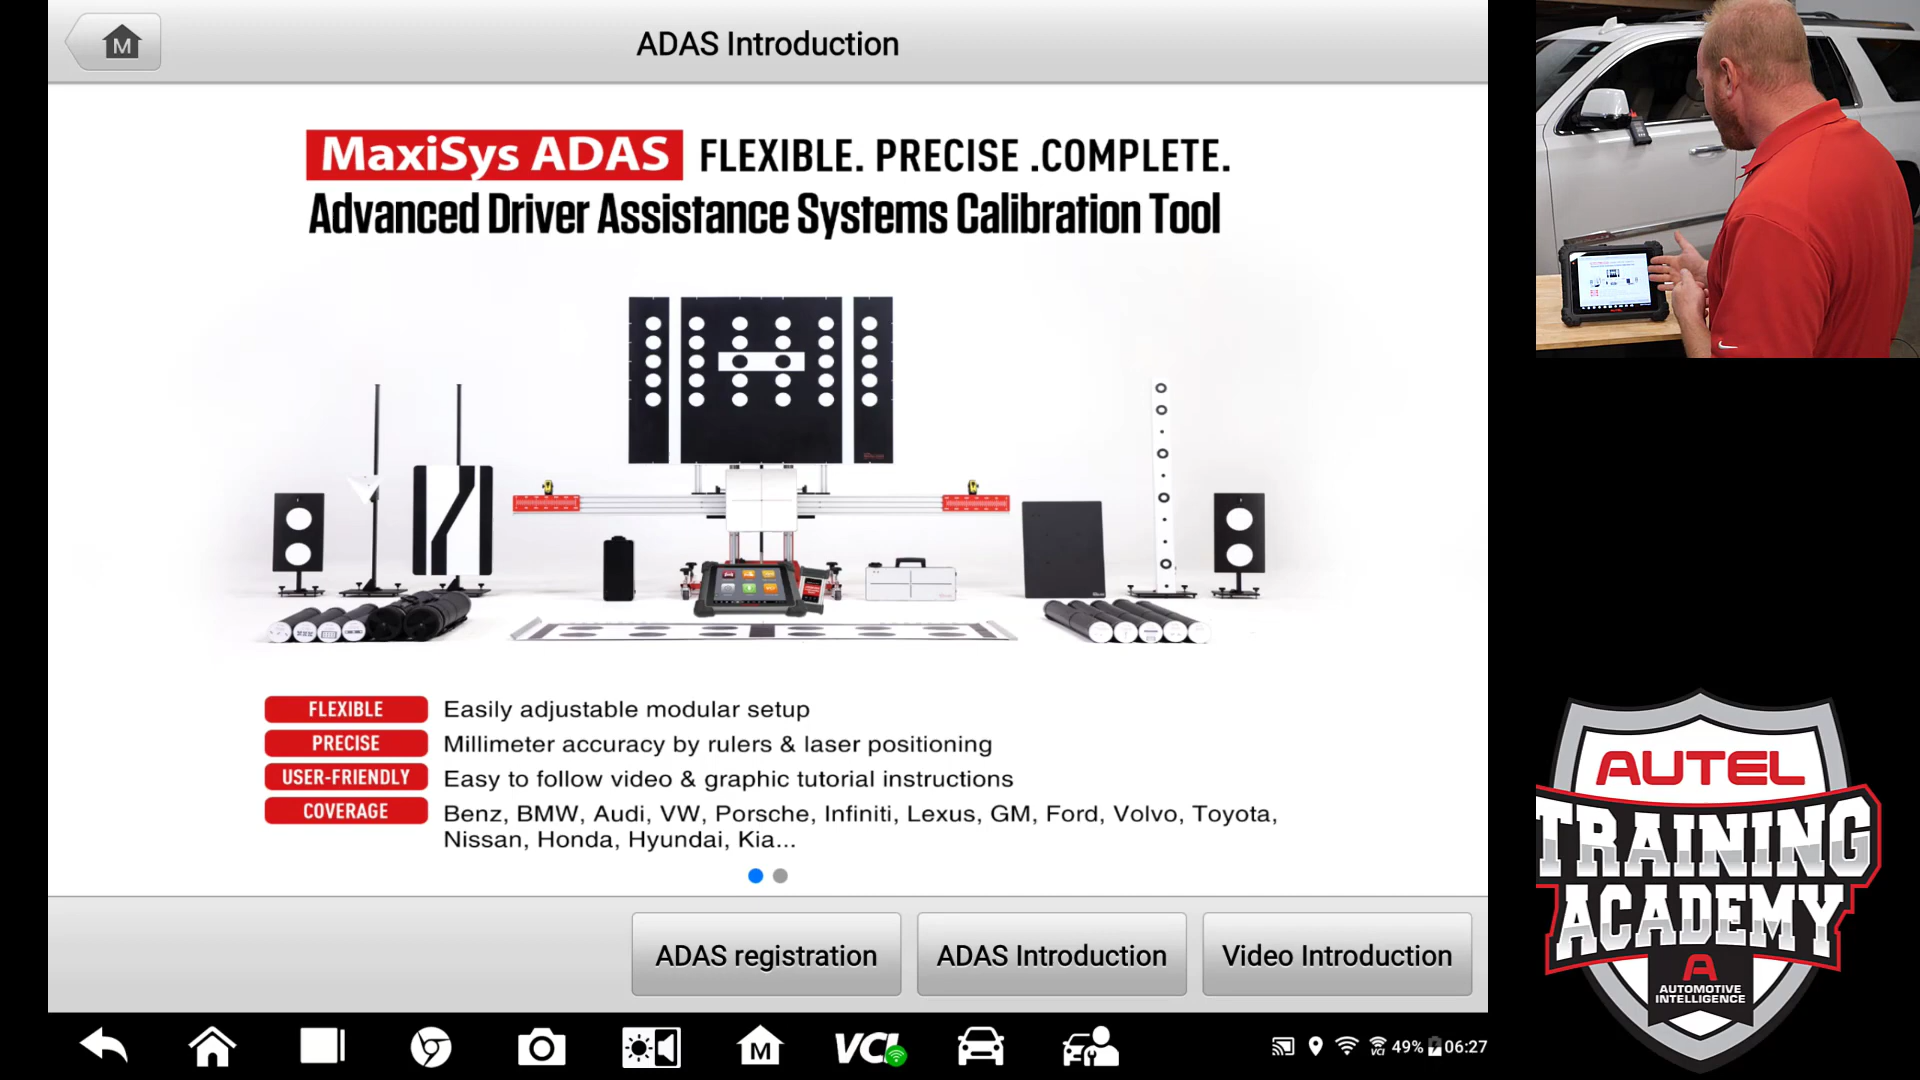 M
ADAS Introduction
MaxiSys ADAS FLEXIBLE. PRECISE .COMPLETE.
Advanced Driver Assistance Systems Calibration Tool
FLEXIBLE Easily adjustable modular setup
PRECISE Millimeter accuracy by rulers & laser positioning
USER-FRIENDLY Easy to follow video & graphic tutorial instructions
COVERAGE Benz, BMW, Audi, VW, Porsche, Infiniti, Lexus, GM, Ford, Volvo, Toyota,
Nissan, Honda, Hyundai, Kia...
ADAS registration ADAS Introduction Video Introduction
M VCI VCI 49% 06:27
AUTEL
TRAINING
ACADEMY
A
AUTOMOTIVE
INTELLIGENCE
AUTEL